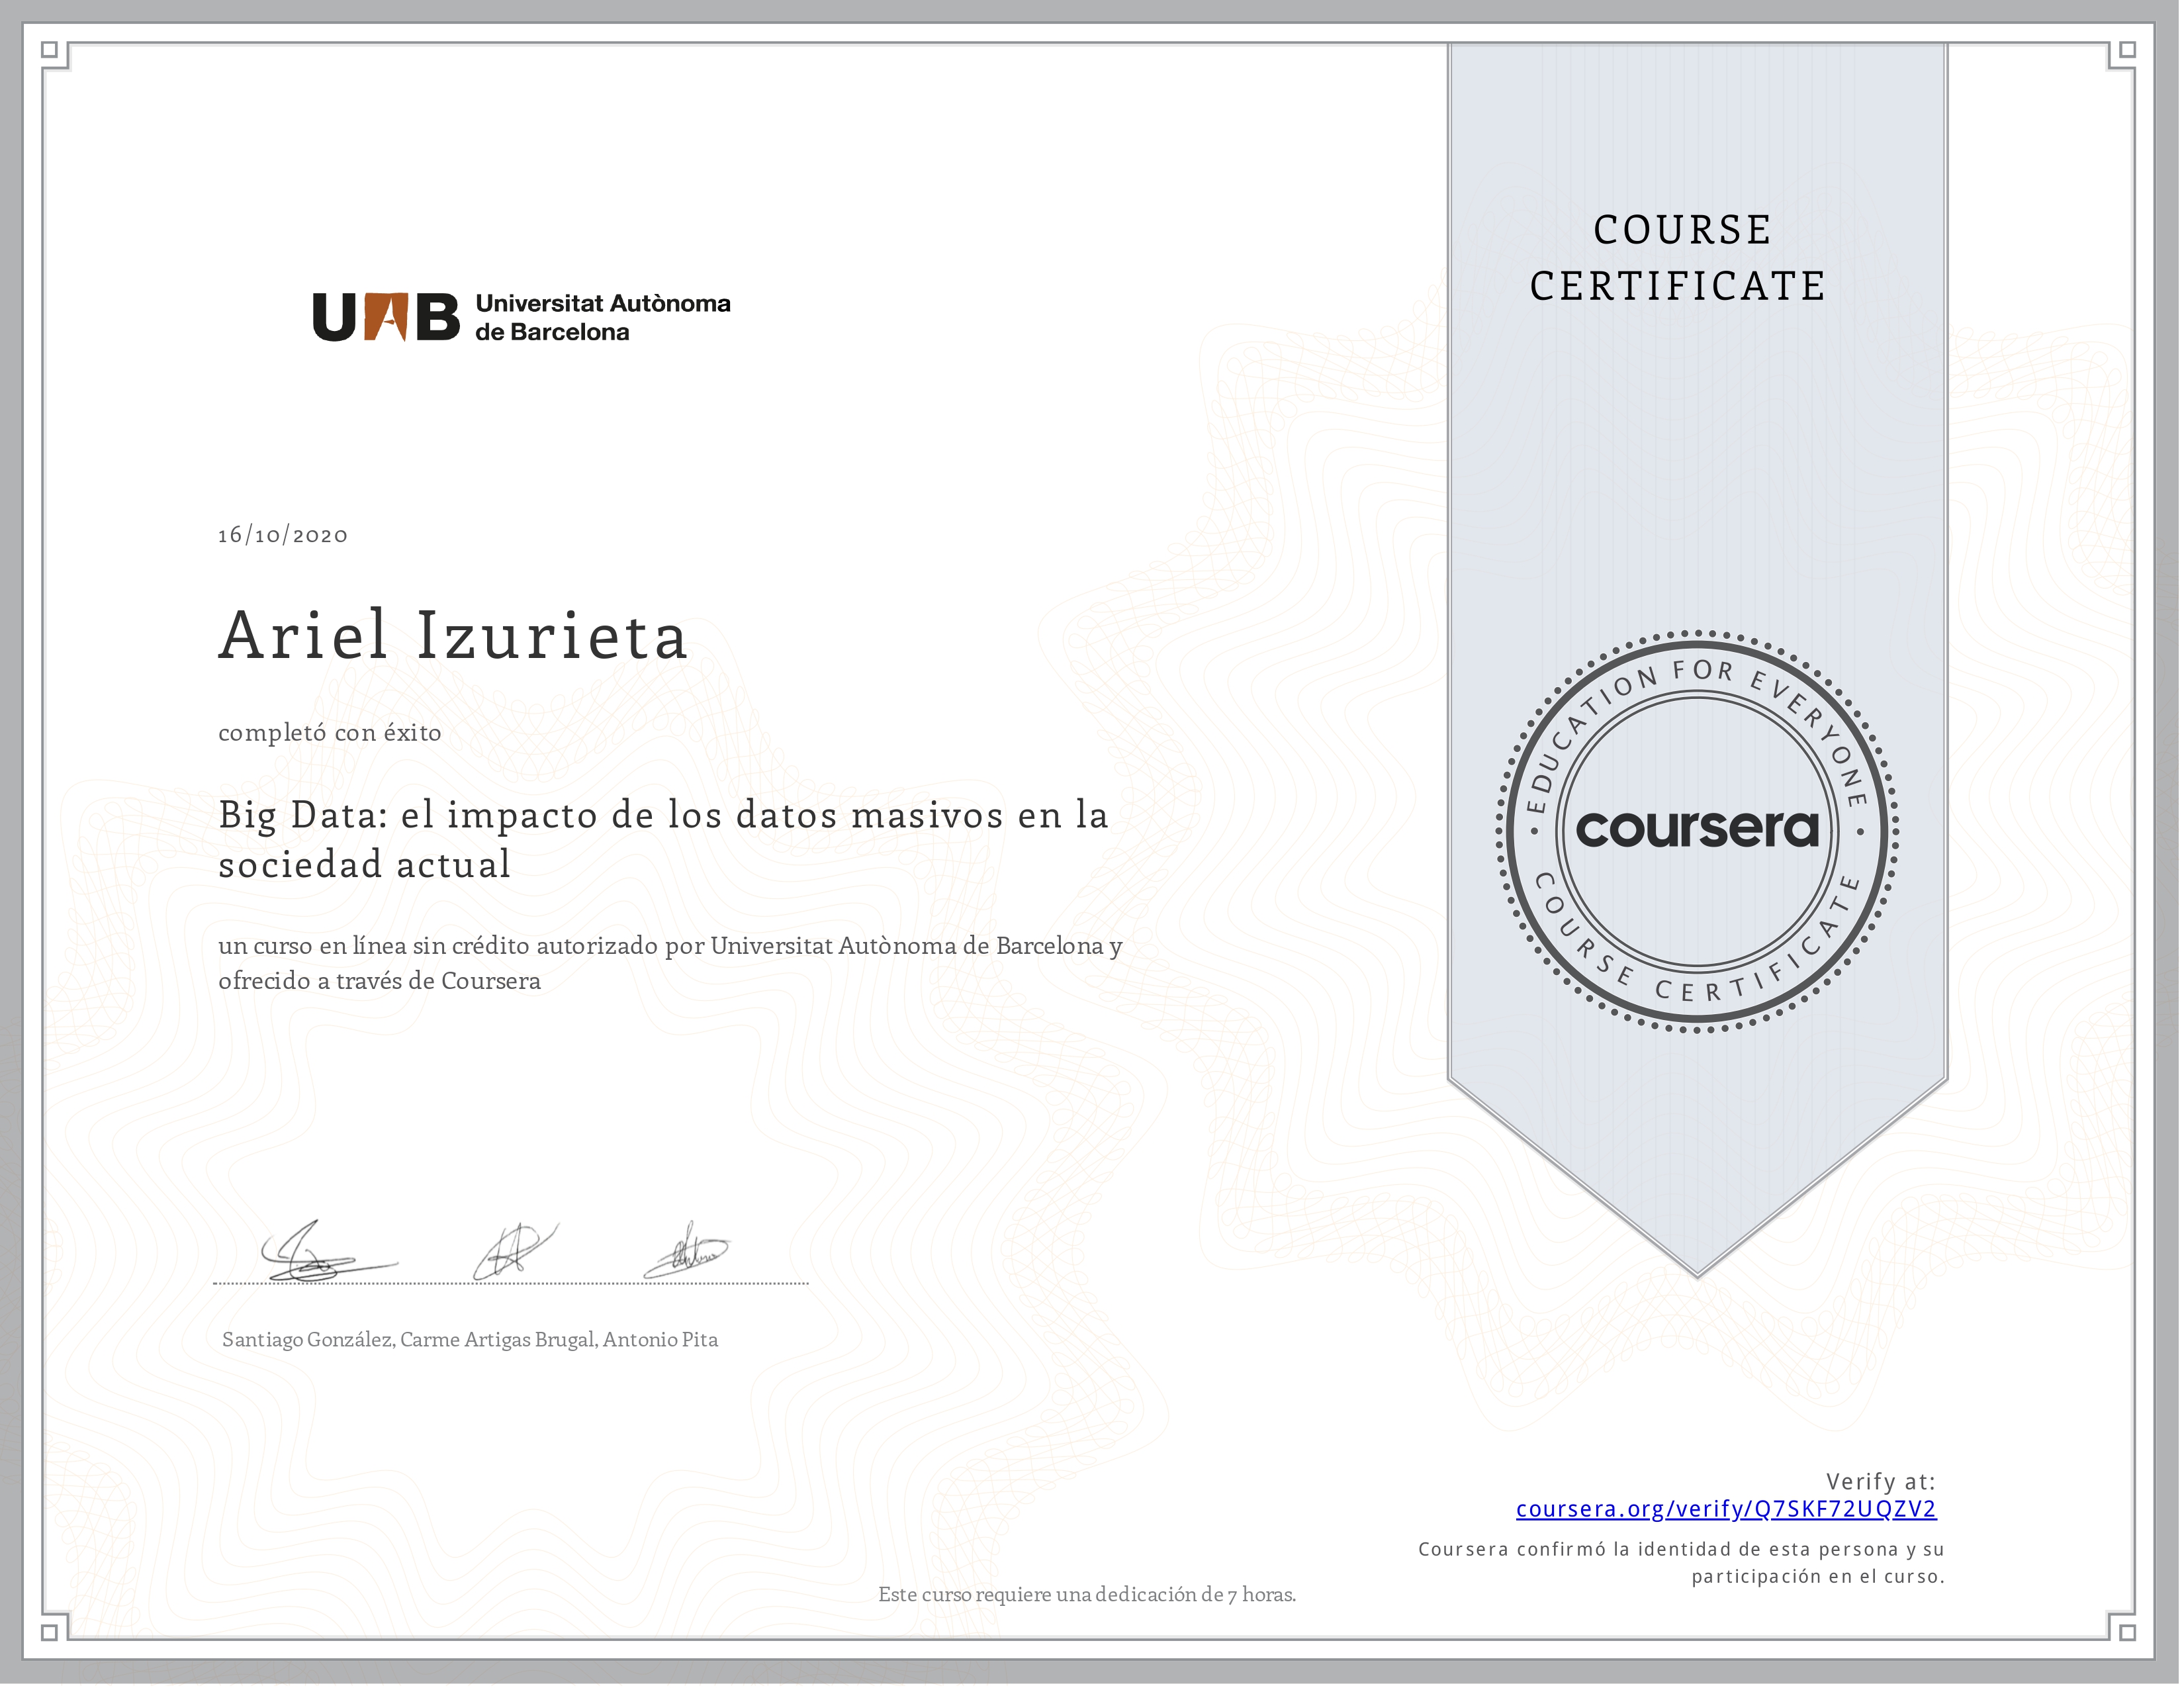 COURSE
CERTIFICATE
UAB Universitat Autònoma
de Barcelona
16/10/2020
Ariel Izurieta
completó con éxito
Big Data: el impacto de los datos masivos en la
sociedad actual
un curso en línea sin crédito autorizado por Universitat Autònoma de Barcelona y
ofrecido a través de Coursera
EDUCATION FOR EVERYONE
coursera
COURSE CERTIFICATE
Santiago González, Carme Artigas Brugal, Antonio Pita
Verify at:
coursera.org/verify/Q7SKF72UQZV2
Coursera confirmó la identidad de esta persona y su
participación en el curso.
Este curso requiere una dedicación de 7 horas.